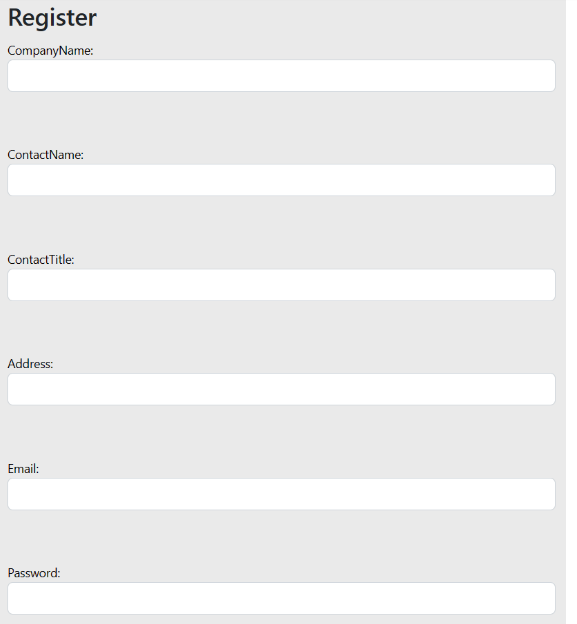 Register
CompanyName:
ContactName:
ContactTitle:
Address:
Email:
Password: